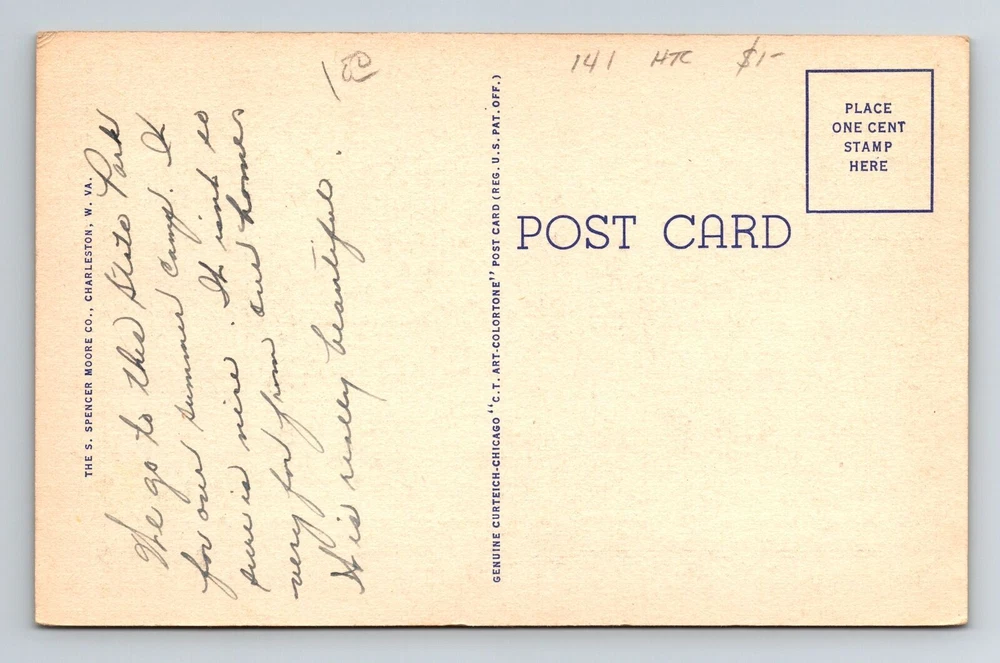 We go to this State Park
for our summer camp. It
sure is nice. It isnt so
very far from our homes
It is really beautiful.
THE S. SPENCER MOORE CO., CHARLESTON, W. VA.
GENUINE CURTEICH-CHICAGO "C.T. ART-COLORTONE" POST CARD (REG. U.S. PAT. OFF.)
141 HTC $1-
POST CARD
PLACE
ONE CENT
STAMP
HERE